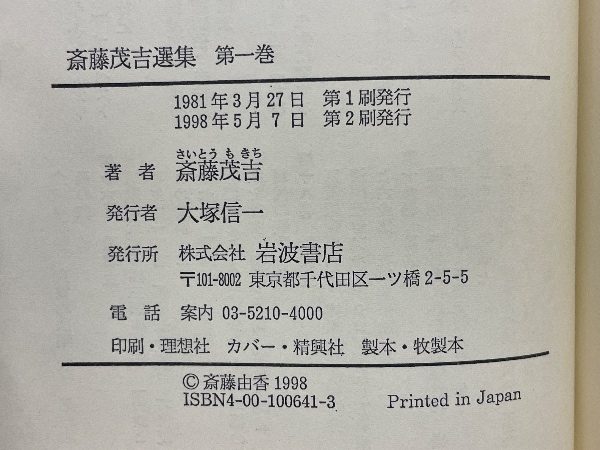 斎藤茂吉選集　第一巻
1981年3月27日　第1刷発行
1998年5月7日　第2刷発行
さいとう も きち
著　者　斎藤茂吉
発行者　大塚信一
発行所　株式会社 岩波書店
〒101-8002 東京都千代田区一ツ橋2-5-5
電　話　案内 03-5210-4000
印刷・理想社　カバー・精興社　製本・牧製本
© 斎藤由香 1998
ISBN4-00-100641-3　Printed in Japan